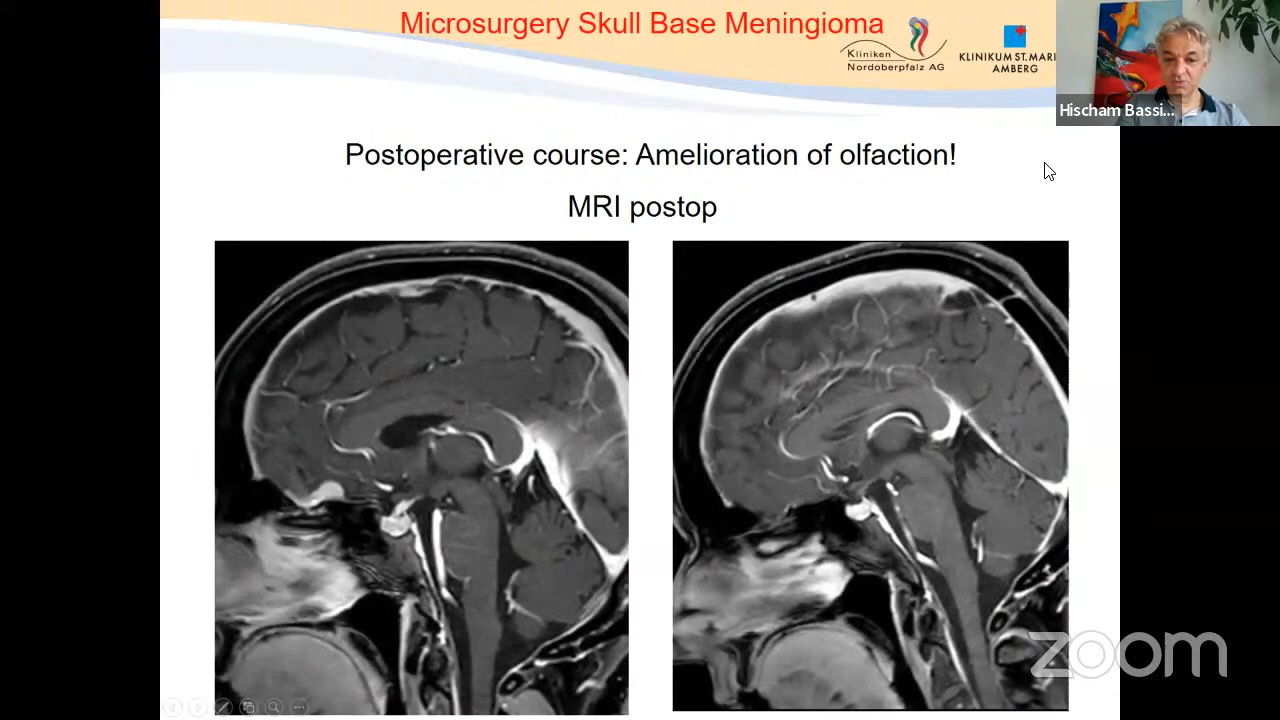 Microsurgery Skull Base Meningioma
Kliniken
Nordoberpfalz AG
KLINIKUM ST.MARI
AMBERG
Hischam Bassi...
Postoperative course: Amelioration of olfaction!
MRI postop
zoom